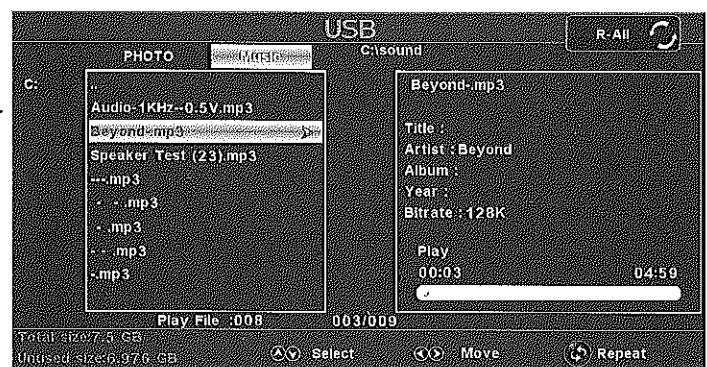 USB
R-All
PHOTO Music C:\sound
C:
..
Audio-1KHz--0.5V.mp3
Beyond-.mp3
Speaker Test (23).mp3
---.mp3
- - .mp3
- .mp3
- - .mp3
-.mp3
Beyond-.mp3
Title :
Artist : Beyond
Album :
Year :
Bitrate : 128K
Play
00:03 04:59
Play File :008 003/009
Total size:7.5 GB
Unused size:6.976 GB
Select Move Repeat